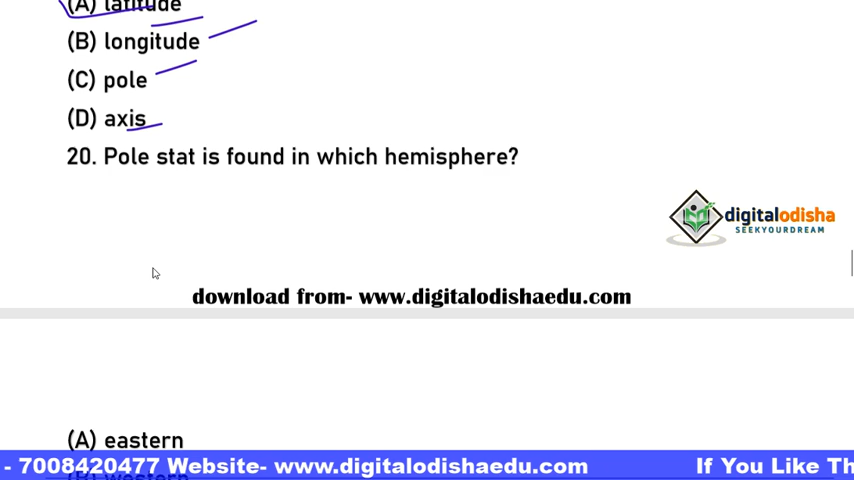 (A) latitude
(B) longitude
(C) pole
(D) axis
20. Pole stat is found in which hemisphere?
digitalodisha
SEEKYOURDREAM
download from- www.digitalodishaedu.com
(A) eastern
- 7008420477 Website- www.digitalodishaedu.com If You Like Th
(B) western